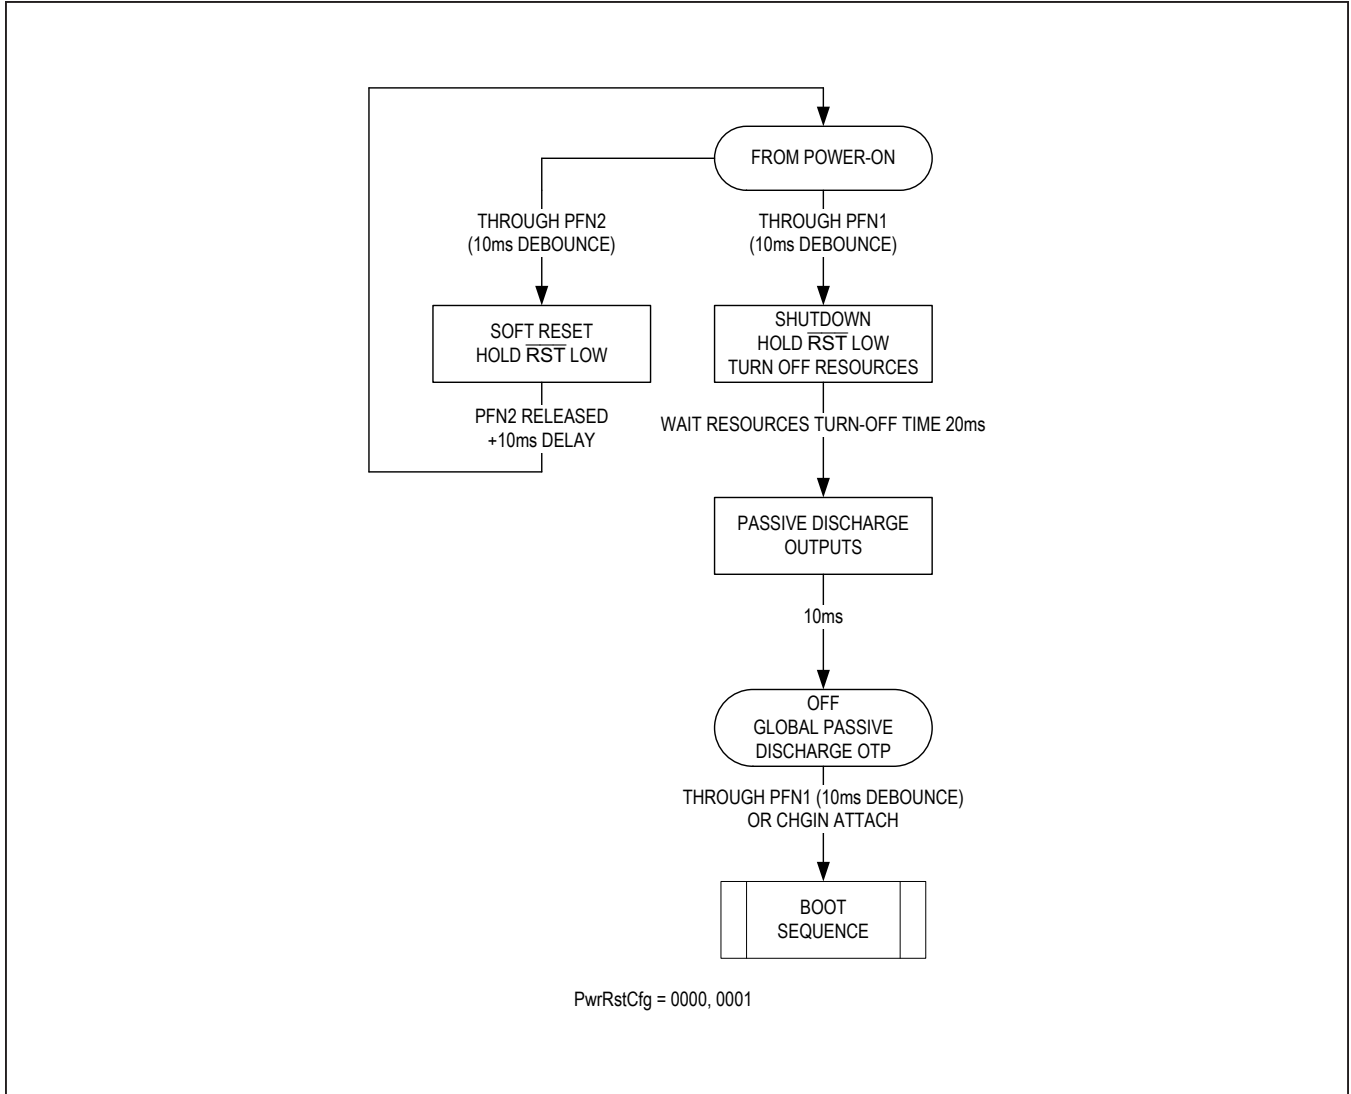 FROM POWER-ON
THROUGH PFN2
(10ms DEBOUNCE)
THROUGH PFN1
(10ms DEBOUNCE)
SOFT RESET
HOLD R̅S̅T̅ LOW
SHUTDOWN
HOLD R̅S̅T̅ LOW
TURN OFF RESOURCES
PFN2 RELEASED
+10ms DELAY
WAIT RESOURCES TURN-OFF TIME 20ms
PASSIVE DISCHARGE
OUTPUTS
10ms
OFF
GLOBAL PASSIVE
DISCHARGE OTP
THROUGH PFN1 (10ms DEBOUNCE)
OR CHGIN ATTACH
BOOT
SEQUENCE
PwrRstCfg = 0000, 0001